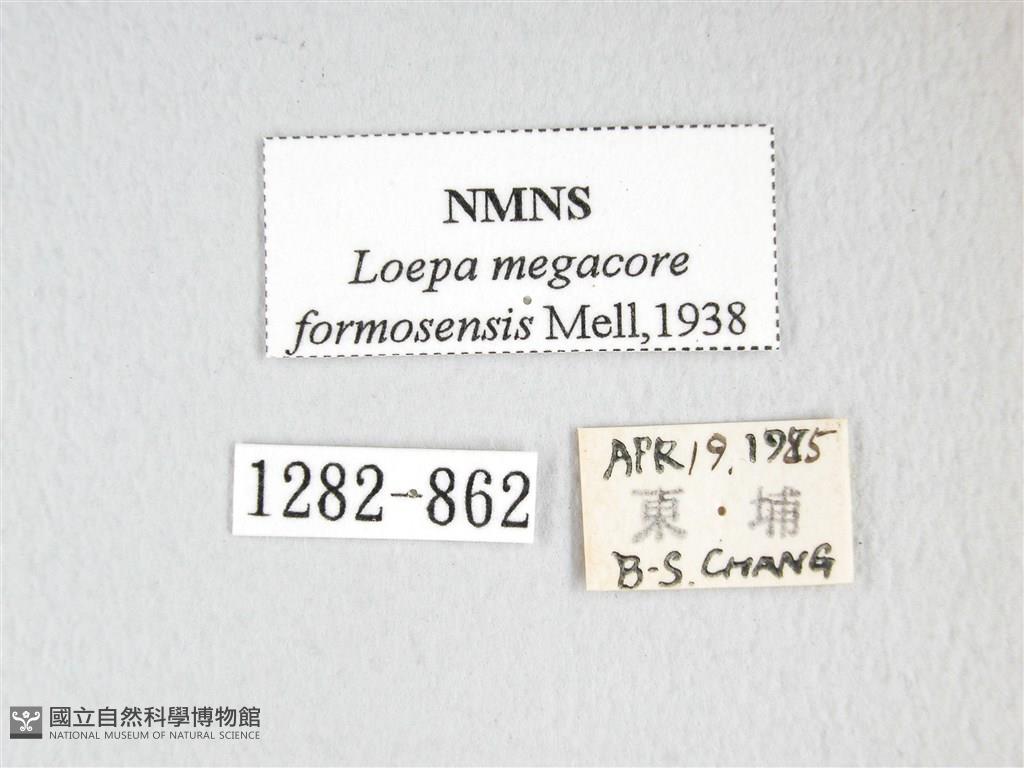 NMNS
Loepa megacore
formosensis Mell,1938
1282-862
APR 19. 1985
東 埔
B-S. CHANG
國立自然科學博物館
NATIONAL MUSEUM OF NATURAL SCIENCE